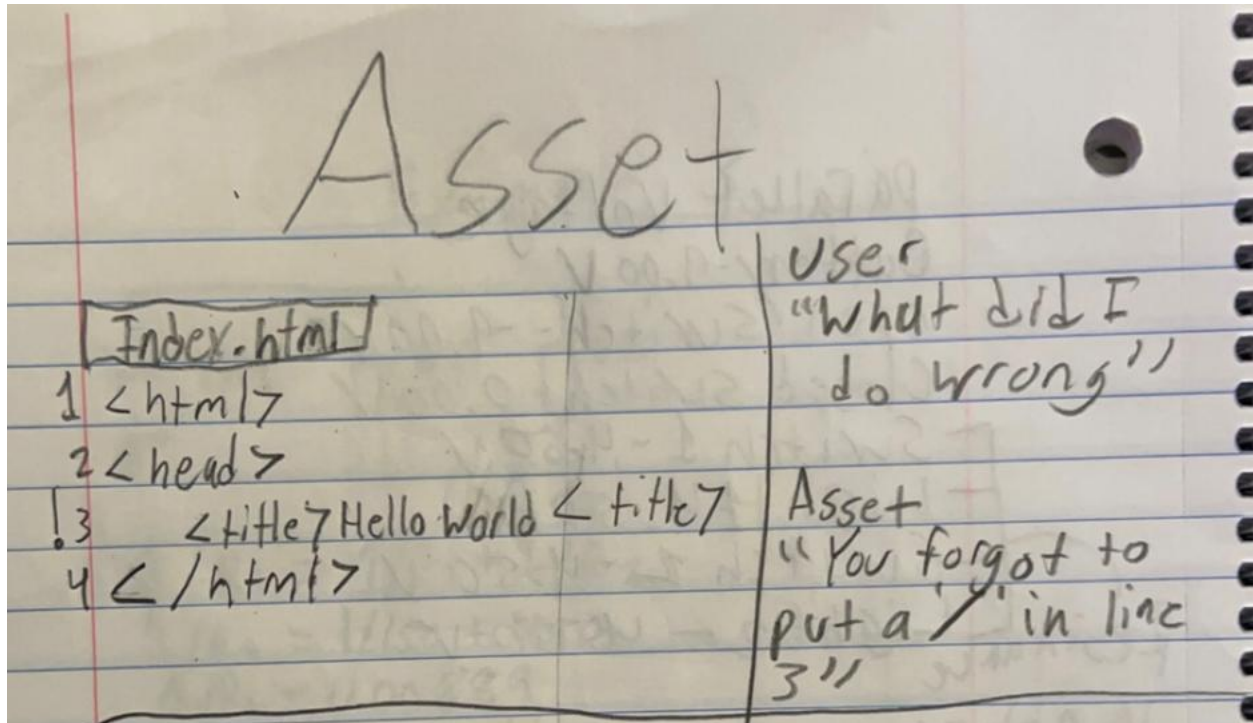 Asset
Index.html
1 <html>
2 <head>
!3 <title>Hello World <title>
4 </html>
user
"what did I
do wrong"
Asset
"You forgot to
put a '/' in line
3"